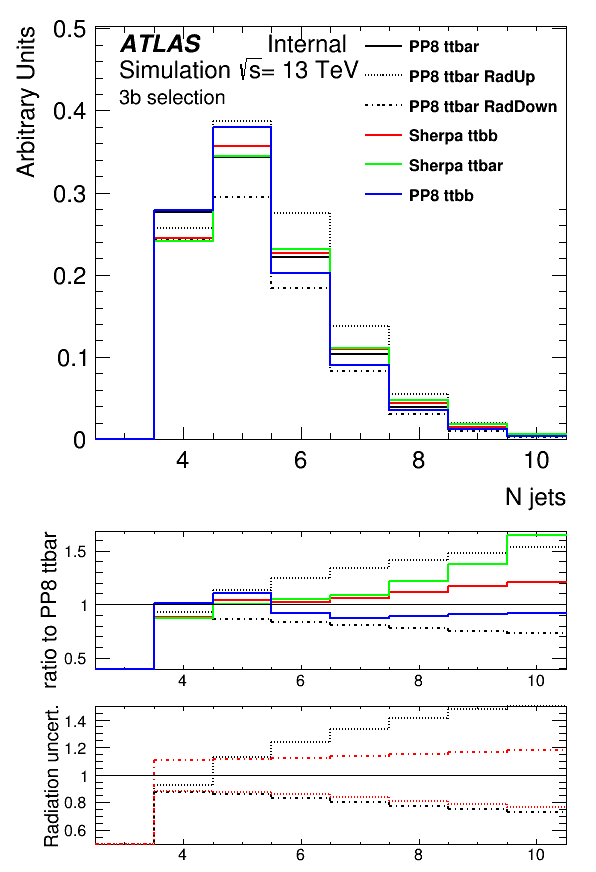 ATLAS Internal
Simulation √s= 13 TeV
3b selection
PP8 ttbar
PP8 ttbar RadUp
PP8 ttbar RadDown
Sherpa ttbb
Sherpa ttbar
PP8 ttbb
Arbitrary Units
0.5
0.4
0.3
0.2
0.1
0
4 6 8 10
N jets
ratio to PP8 ttbar
1.5
1
0.5
4 6 8 10
Radiation uncert.
1.4
1.2
1
0.8
0.6
4 6 8 10